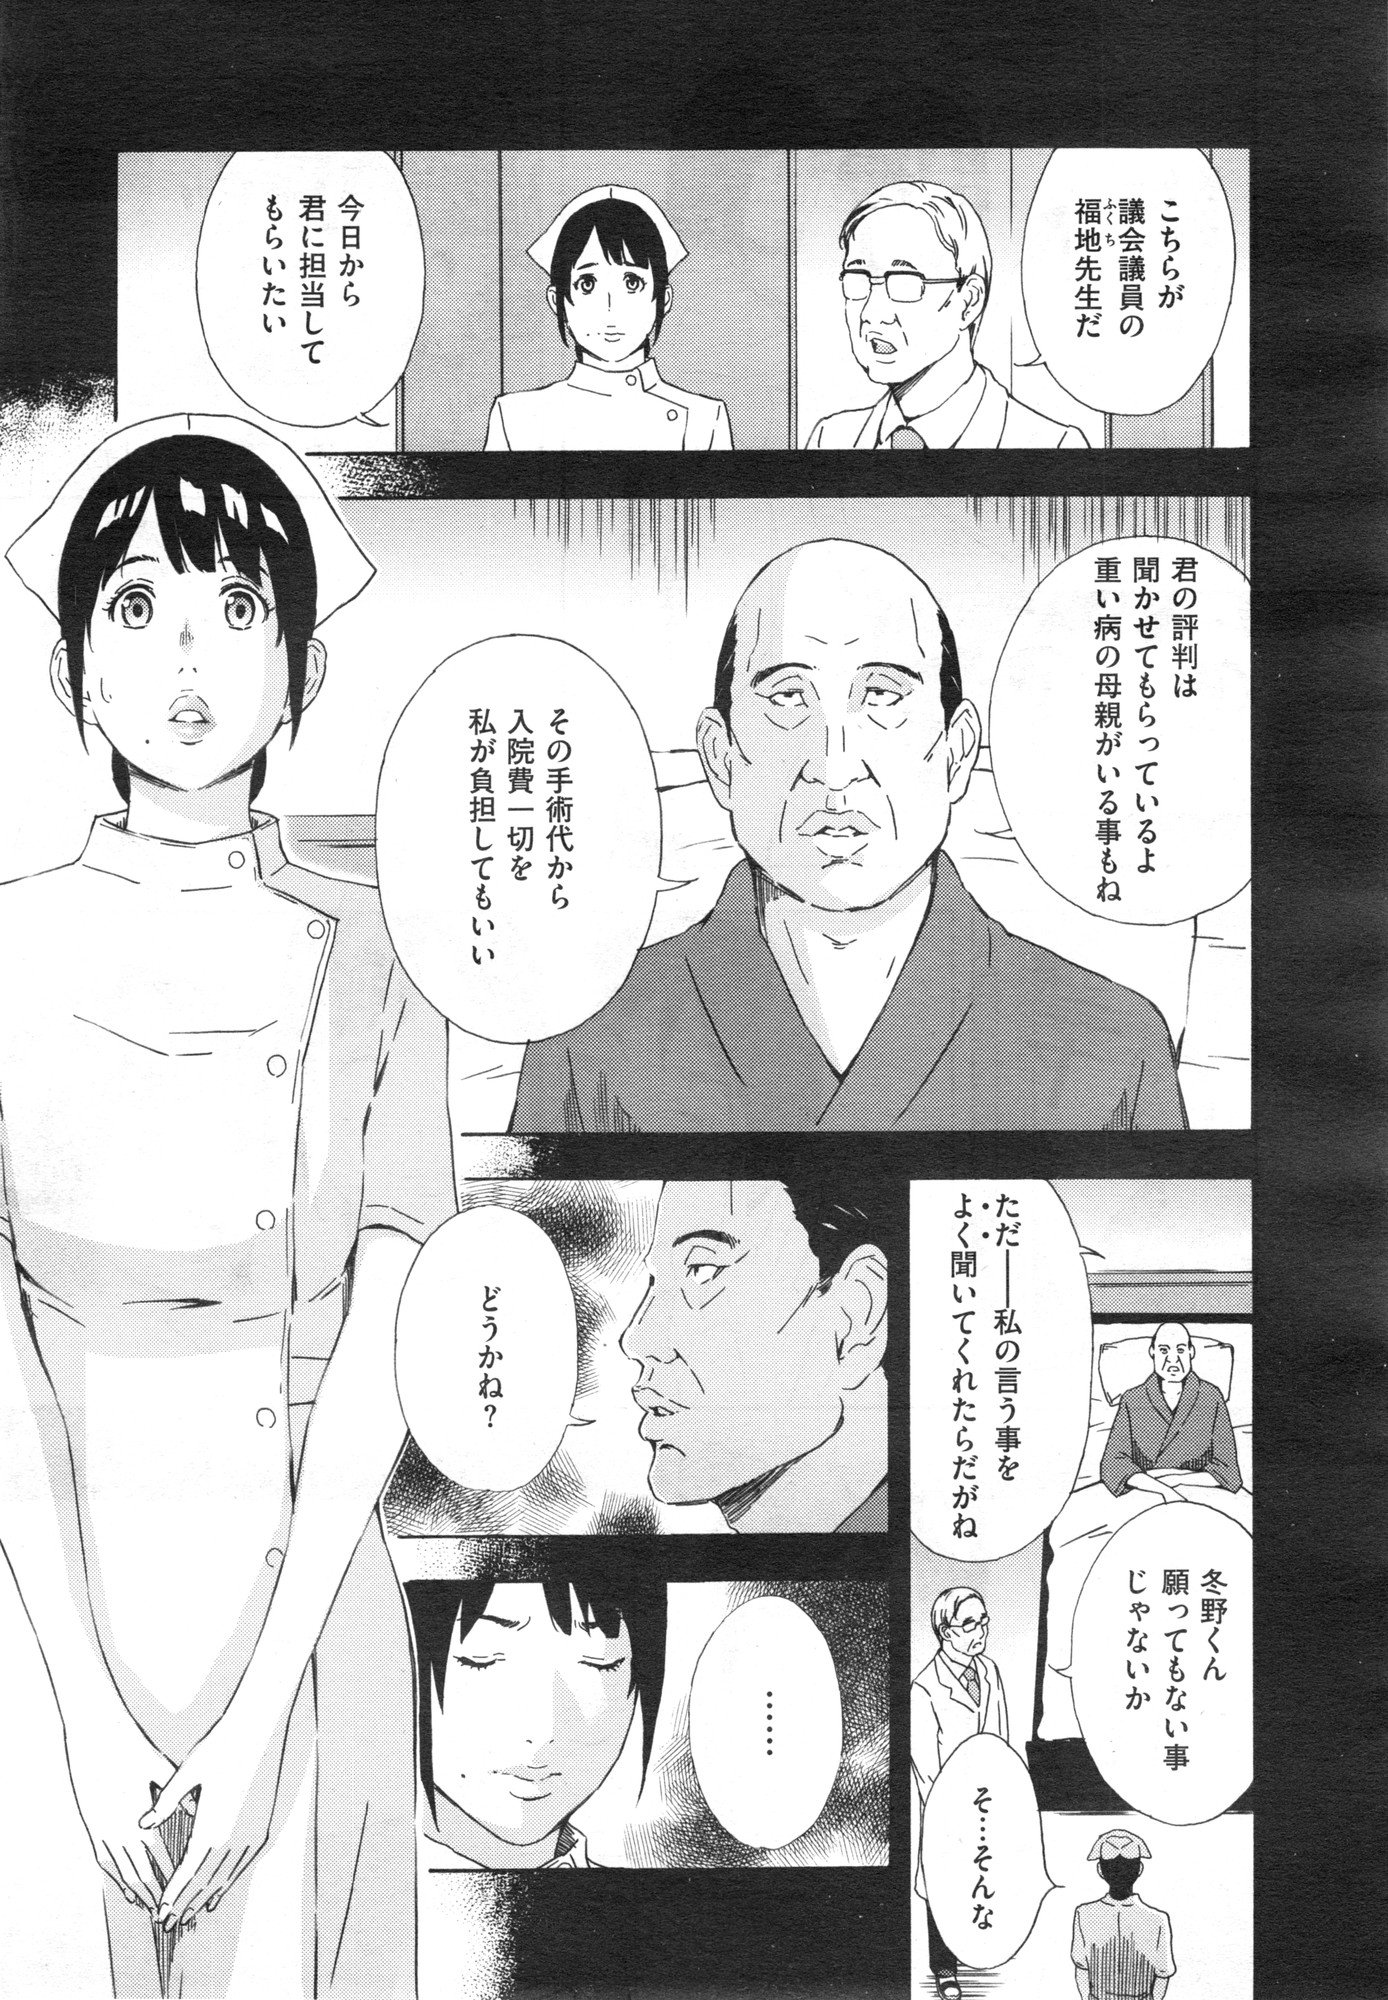 こちらが
議会議員の
福地先生だ
ふくち
今日から
君に担当して
もらいたい
君の評判は
聞かせてもらっているよ
重い病の母親がいる事もね
その手術代から
入院費一切を
私が負担してもいい
ただ――私の言う事を
よく聞いてくれたらだがね
冬野くん
願ってもない事
じゃないか
そ…そんな
どうかね?
……